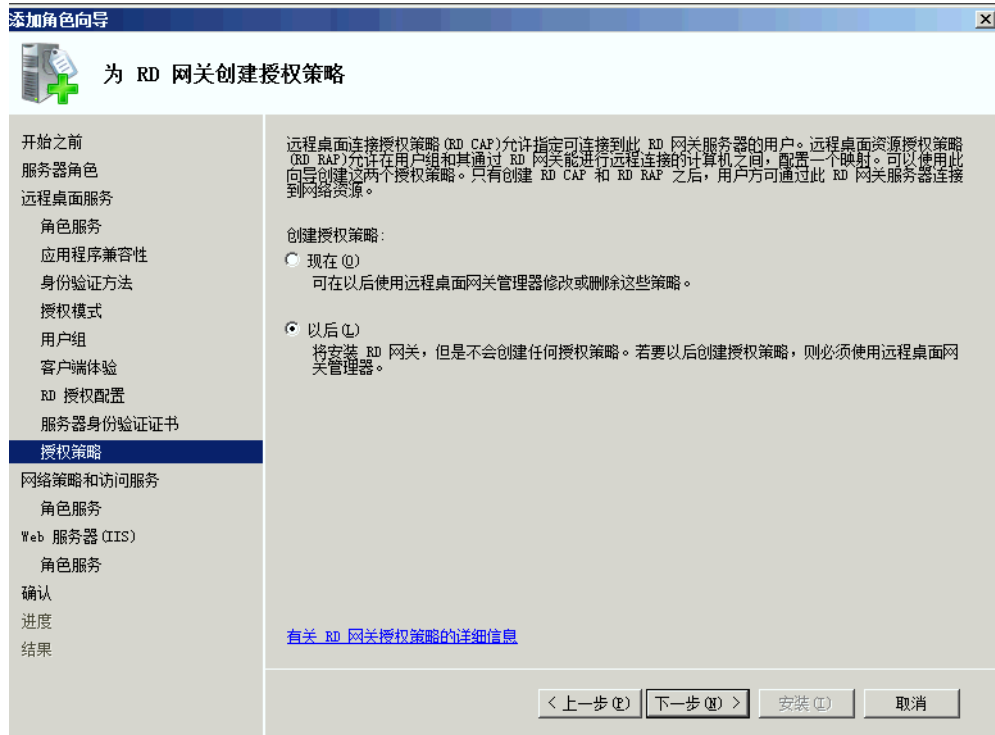 添加角色向导
为 RD 网关创建授权策略
开始之前
服务器角色
远程桌面服务
角色服务
应用程序兼容性
身份验证方法
授权模式
用户组
客户端体验
RD 授权配置
服务器身份验证证书
授权策略
网络策略和访问服务
角色服务
Web 服务器(IIS)
角色服务
确认
进度
结果
远程桌面连接授权策略(RD CAP)允许指定可连接到此 RD 网关服务器的用户。远程桌面资源授权策略
(RD RAP)允许在用户组和其通过 RD 网关能进行远程连接的计算机之间，配置一个映射。可以使用此
向导创建这两个授权策略。只有创建 RD CAP 和 RD RAP 之后，用户方可通过此 RD 网关服务器连接
到网络资源。
创建授权策略:
现在(O)
可在以后使用远程桌面网关管理器修改或删除这些策略。
以后(L)
将安装 RD 网关，但是不会创建任何授权策略。若要以后创建授权策略，则必须使用远程桌面网
关管理器。
有关 RD 网关授权策略的详细信息
< 上一步(P)
下一步(N) >
安装(I)
取消